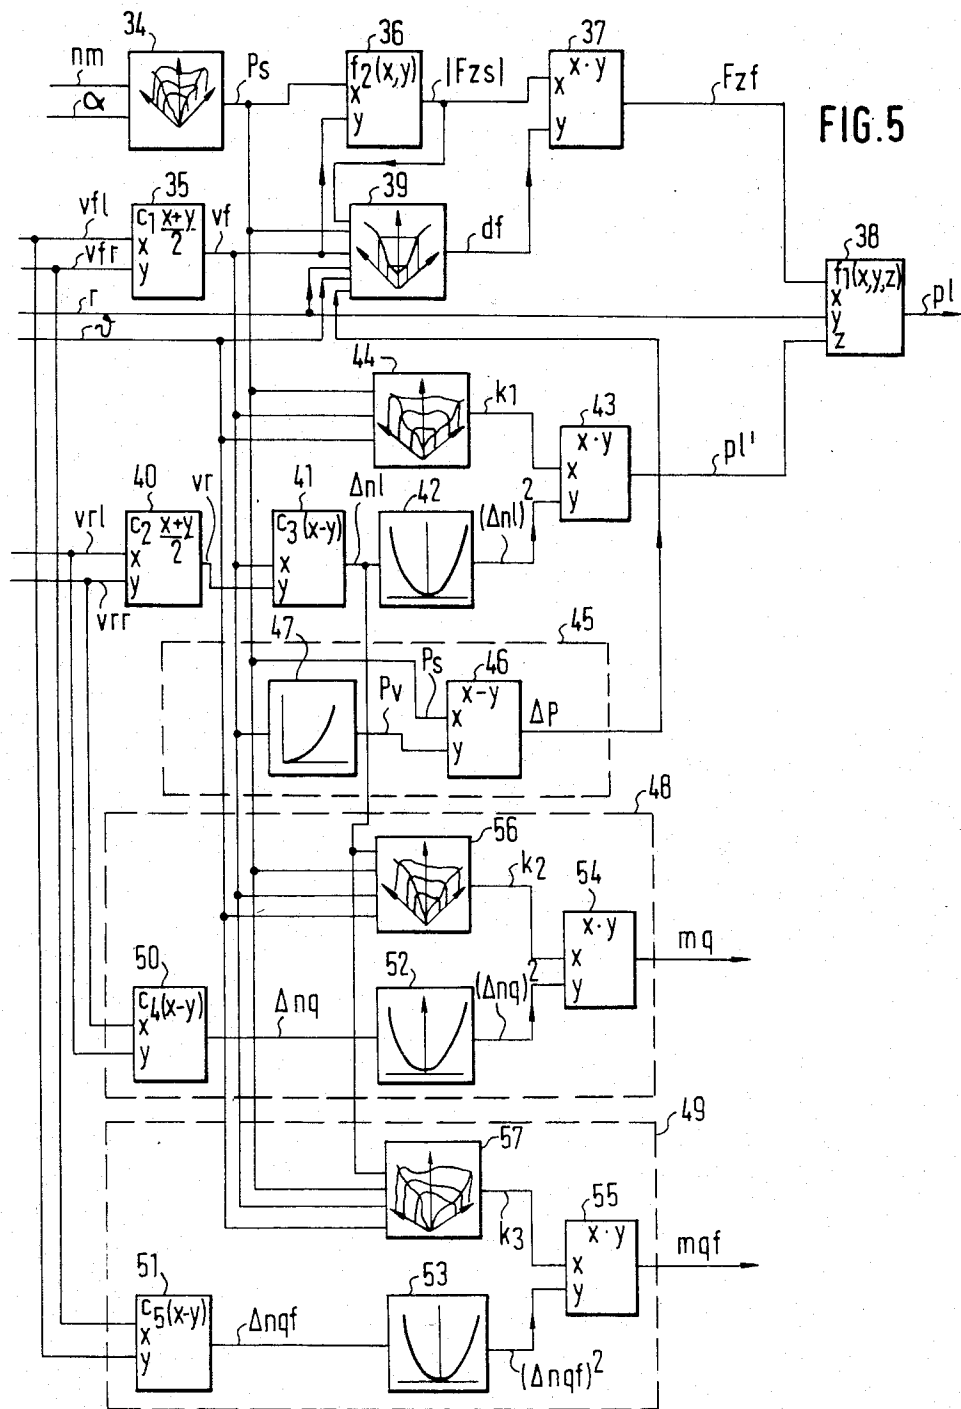 FIG.5
34
nm
α
Ps
36
f2(x,y)
x
y
|Fzs|
37
x·y
x
y
Fzf
35
c1 x+y/2
x
y
vfl
vfr
vf
39
df
38
f1(x,y,z)
x
y
z
pl
r
ϑ
44
k1
43
x·y
x
y
pl'
40
c2 x+y/2
x
y
vrl
vrr
vr
41
c3(x-y)
x
y
Δnl
42
(Δnl)2
45
47
Pv
Ps
46
x-y
x
y
ΔP
48
56
k2
54
x·y
x
y
mq
50
c4(x-y)
x
y
Δnq
52
(Δnq)2
49
57
k3
55
x·y
x
y
mqf
51
c5(x-y)
x
y
Δnqf
53
(Δnqf)2